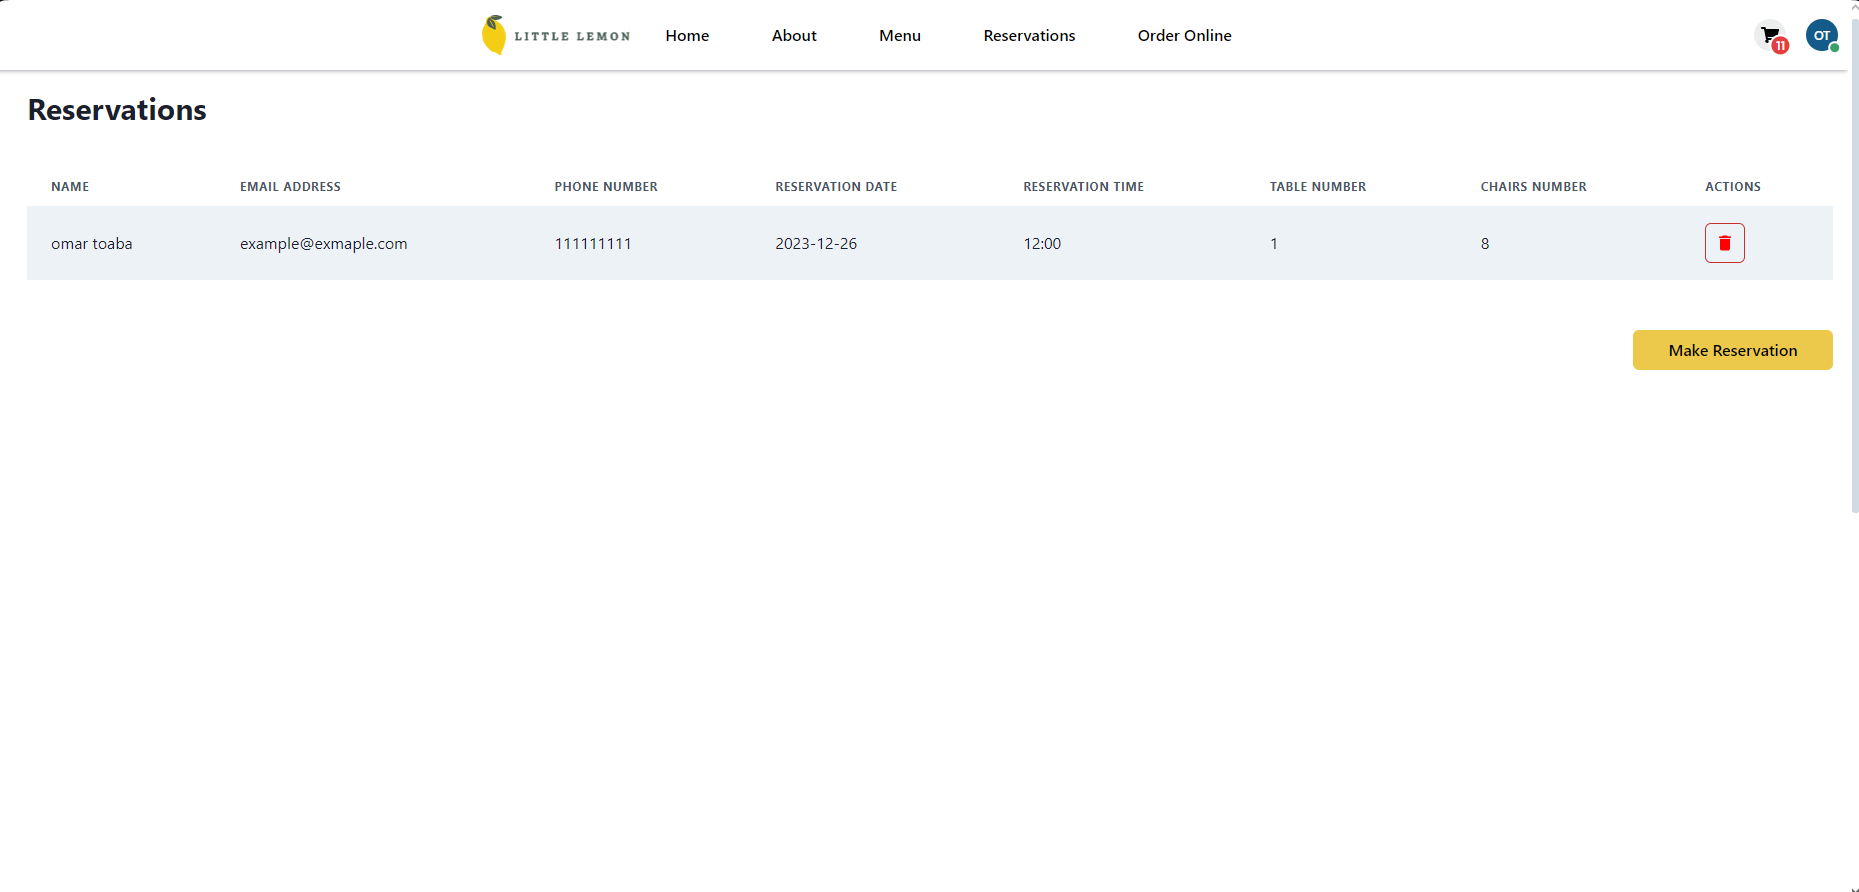 LITTLE LEMON Home About Menu Reservations Order Online 11 OT
Reservations
NAME EMAIL ADDRESS PHONE NUMBER RESERVATION DATE RESERVATION TIME TABLE NUMBER CHAIRS NUMBER ACTIONS
omar toaba example@exmaple.com 111111111 2023-12-26 12:00 1 8
Make Reservation